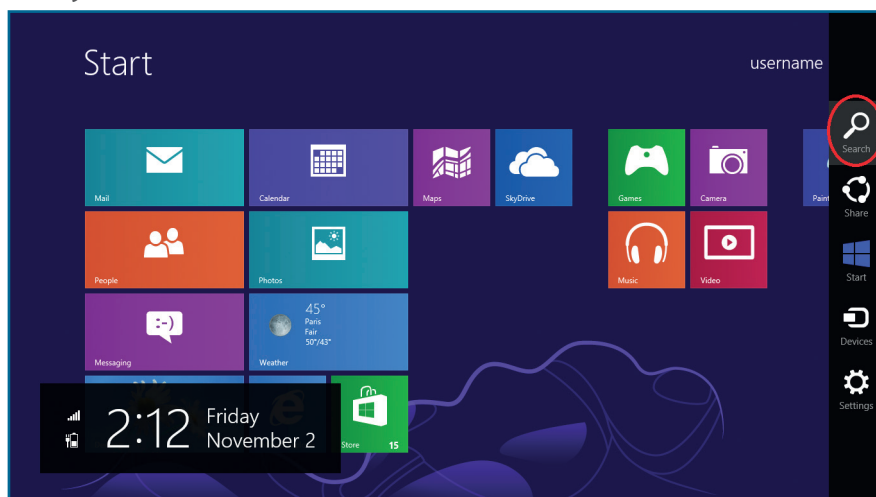 Start
username
Mail
Calendar
Maps
SkyDrive
Games
Camera
Paint
People
Photos
Music
Video
Messaging
45°
Paris
Fair
50°/43°
Weather
Store 15
2:12
Friday
November 2
Search
Share
Start
Devices
Settings